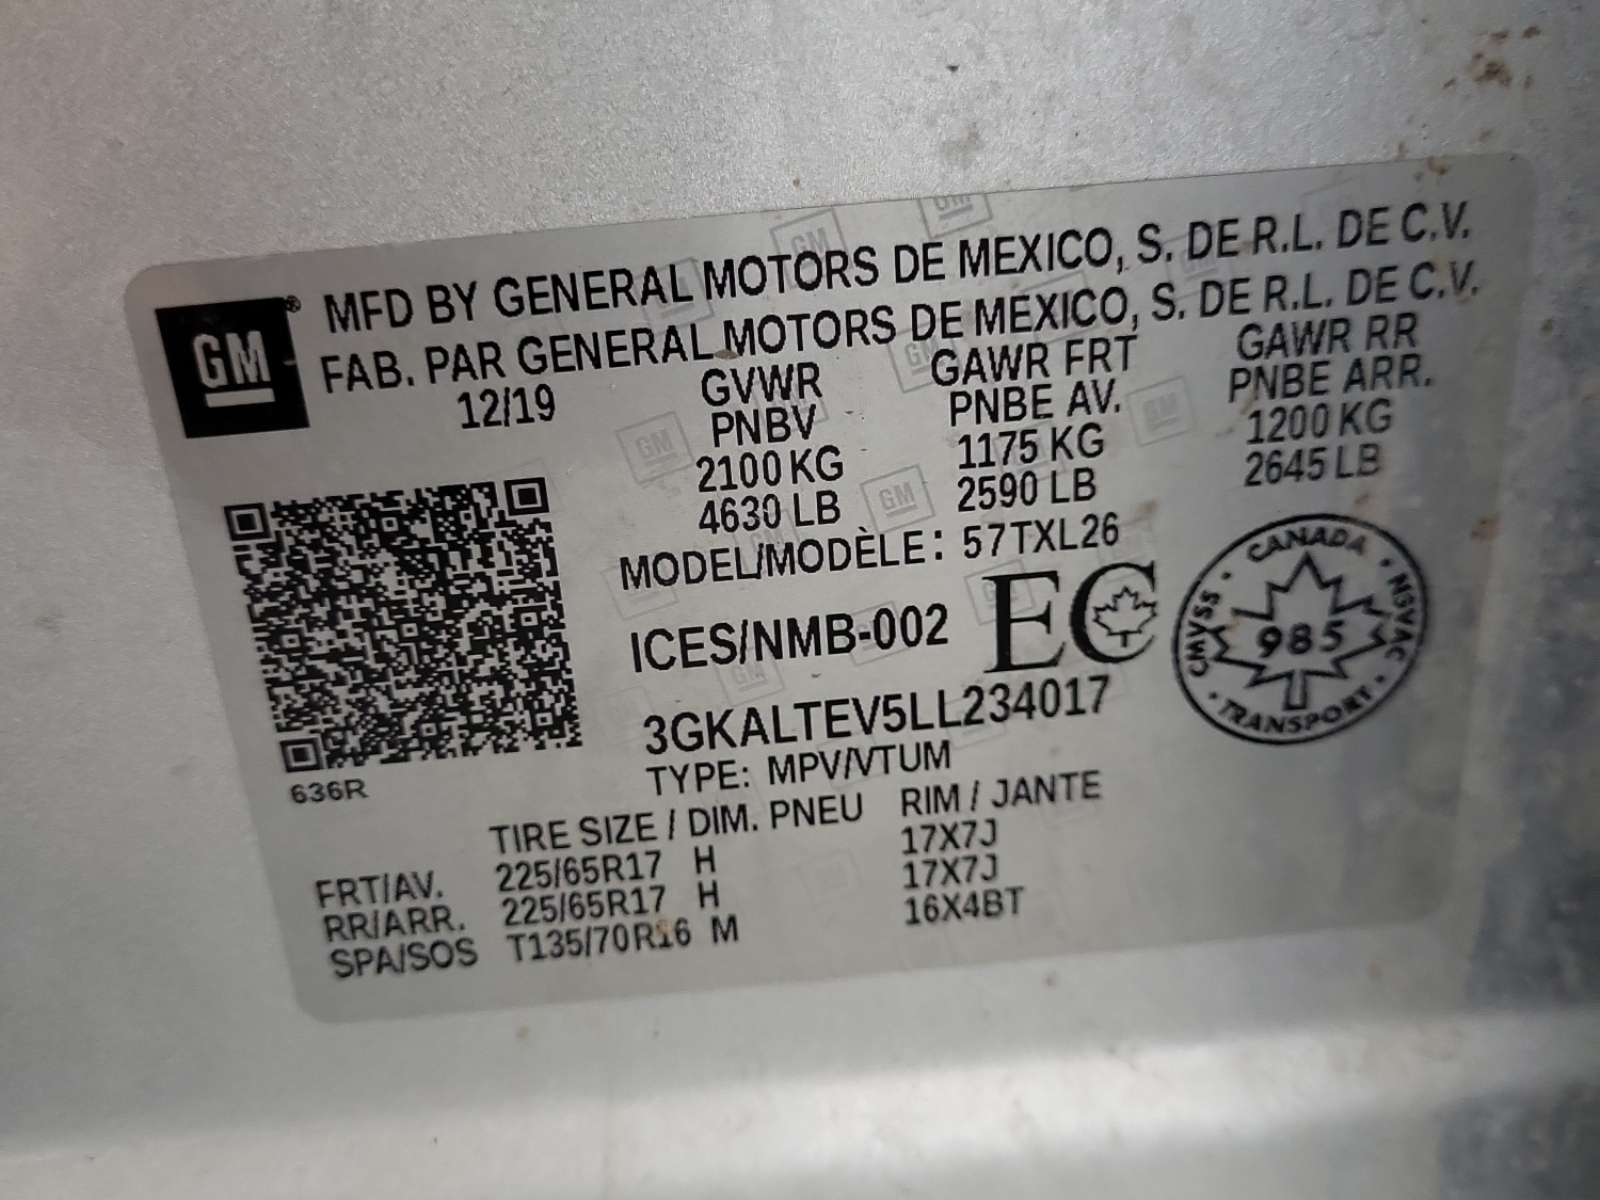 GM®
MFD BY GENERAL MOTORS DE MEXICO, S. DE R.L. DE C.V.
FAB. PAR GENERAL MOTORS DE MEXICO, S. DE R.L. DE C.V.
12/19 GVWR GAWR FRT GAWR RR
PNBV PNBE AV. PNBE ARR.
2100 KG 1175 KG 1200 KG
4630 LB 2590 LB 2645 LB
MODEL/MODÈLE: 57TXL26
ICES/NMB-002 EC
CANADA
CMVSS 985 NSVAC
TRANSPORT
3GKALTEV5LL234017
636R
TYPE: MPV/VTUM
TIRE SIZE / DIM. PNEU RIM / JANTE
FRT/AV. 225/65R17 H 17X7J
RR/ARR. 225/65R17 H 17X7J
SPA/SOS T135/70R16 M 16X4BT